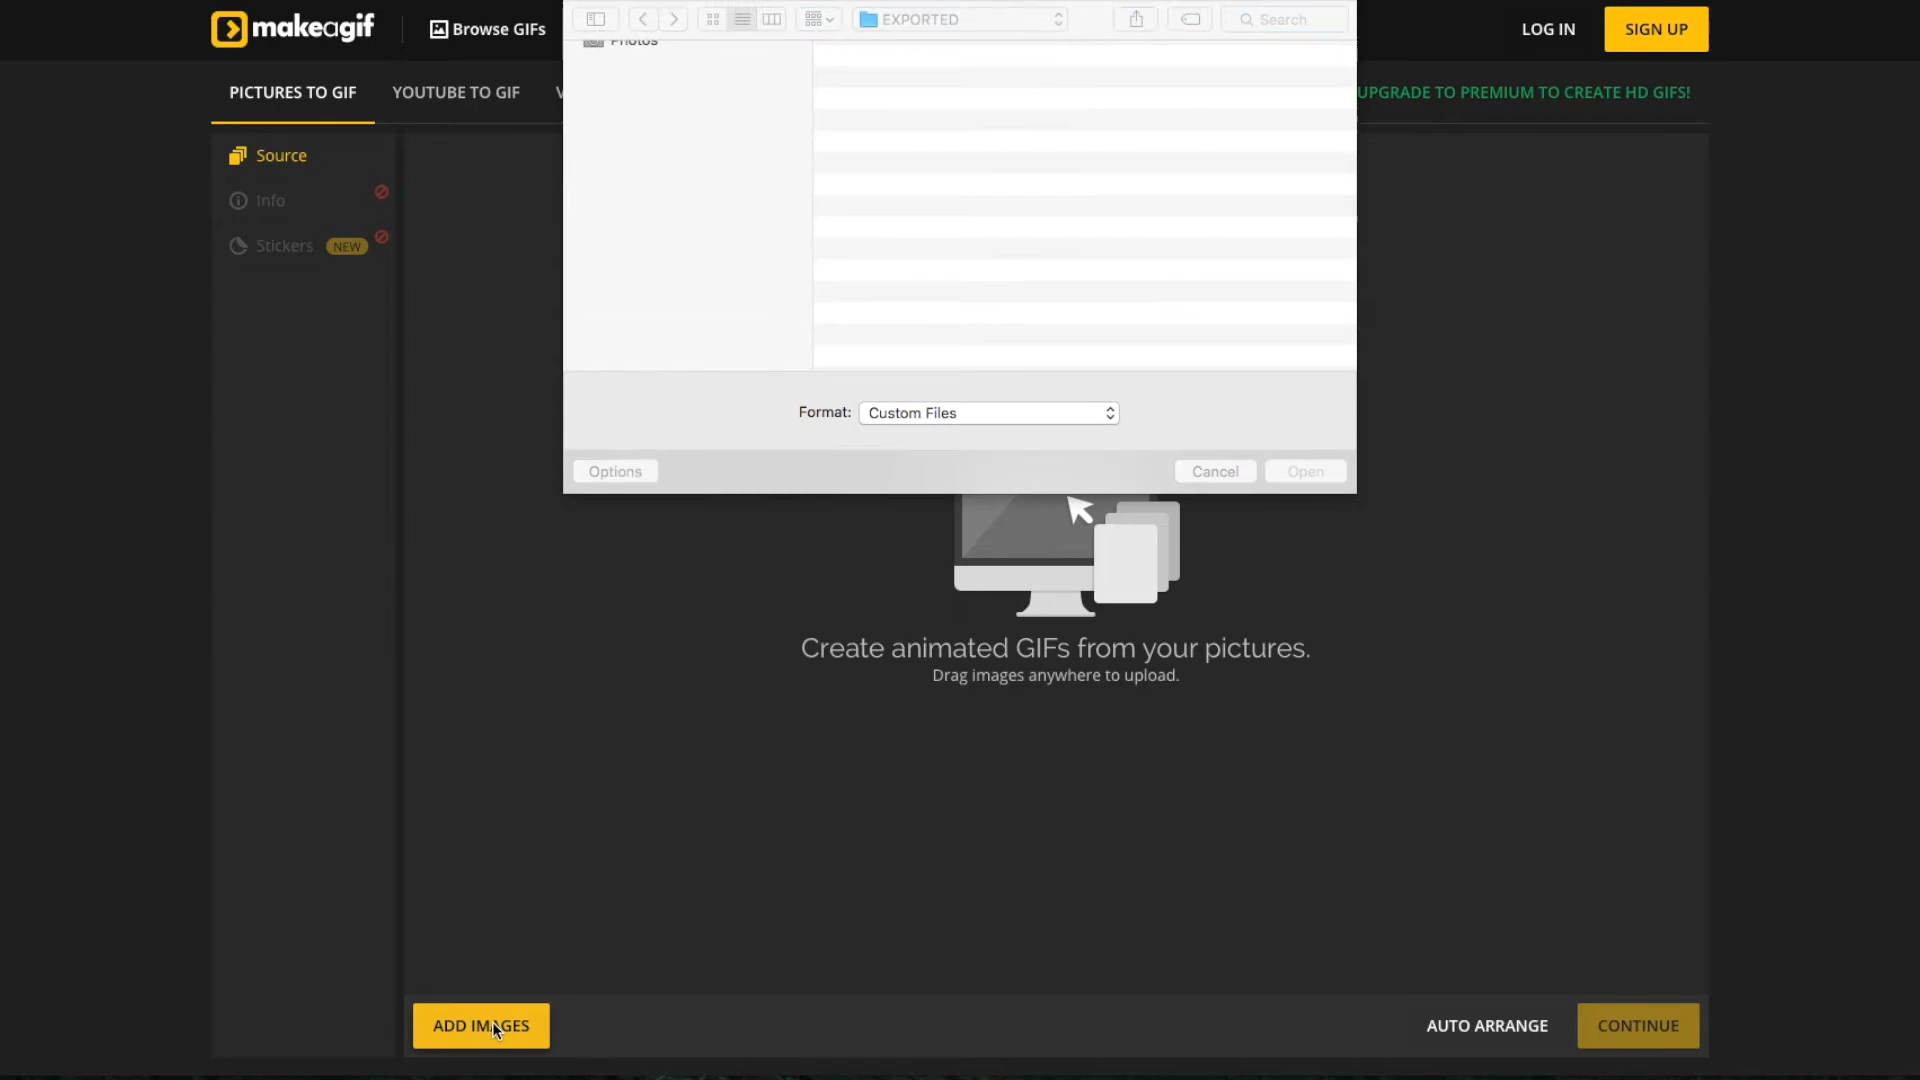 makeagif
Browse GIFs
EXPORTED
Search
LOG IN
SIGN UP
PICTURES TO GIF
YOUTUBE TO GIF
V
UPGRADE TO PREMIUM TO CREATE HD GIFS!
Photos
Source
Info
Stickers NEW
Format: Custom Files
Options
Cancel
Open
Create animated GIFs from your pictures.
Drag images anywhere to upload.
ADD IMAGES
AUTO ARRANGE
CONTINUE